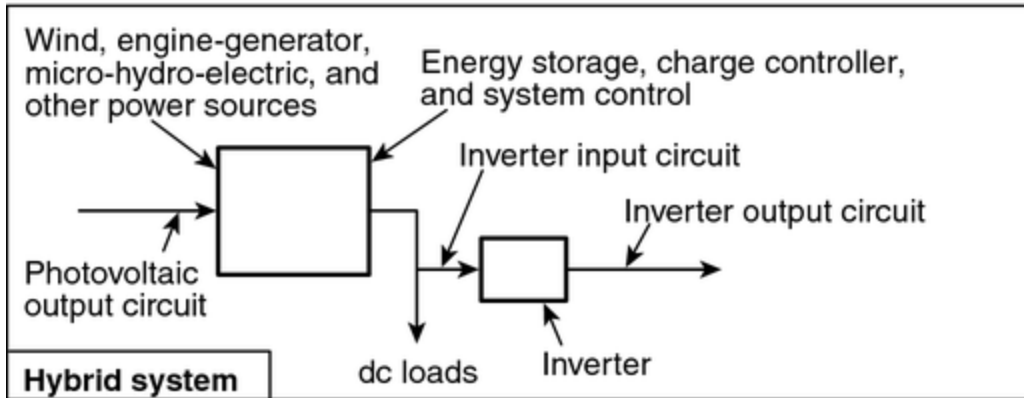 Wind, engine-generator,
micro-hydro-electric, and
other power sources
Energy storage, charge controller,
and system control
Inverter input circuit
Inverter output circuit
Photovoltaic
output circuit
dc loads
Inverter
Hybrid system